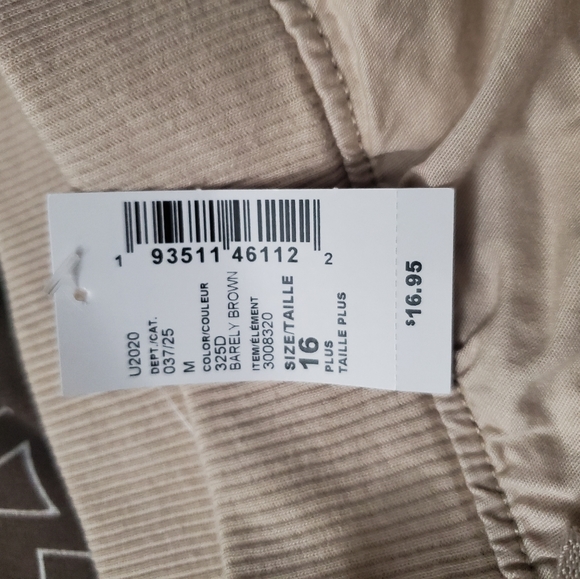 1 93511 46112 2
U2020
DEPT./CAT.
037/25
M
COLOR/COULEUR
325D
BARELY BROWN
ITEM/ÉLÉMENT
3008320
SIZE/TAILLE
16
PLUS
TAILLE PLUS
$16.95